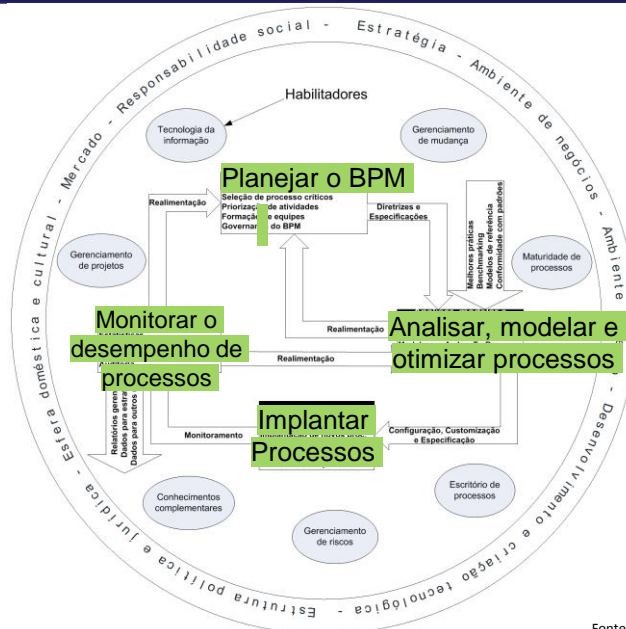 Estratégia - Ambiente de negócios - Ambiente
Desenvolvimento e criação tecnológica - Estrutura política e jurídica - Esfera doméstica e cultural - Mercado - Responsabilidade social -
Habilitadores
Tecnologia da
informação
Gerenciamento
de mudança
Planejar o BPM
Seleção de processo críticos
Priorização de atividades
Formação de equipes
Governança do BPM
Realimentação
Diretrizes e
Especificações
Melhores práticas
Benchmarking
Modelos de referência
Conformidade com padrões
Gerenciamento
de projetos
Maturidade de
processos
Monitorar o
desempenho de
processos
Realimentação
Analisar, modelar e
otimizar processos
Realimentação
Relatórios
Dados para
Dados para outros
Implantar
Processos
Monitoramento
Configuração, Customização
e Especificação
Conhecimentos
complementares
Gerenciamento
de riscos
Escritório de
processos
Fonte